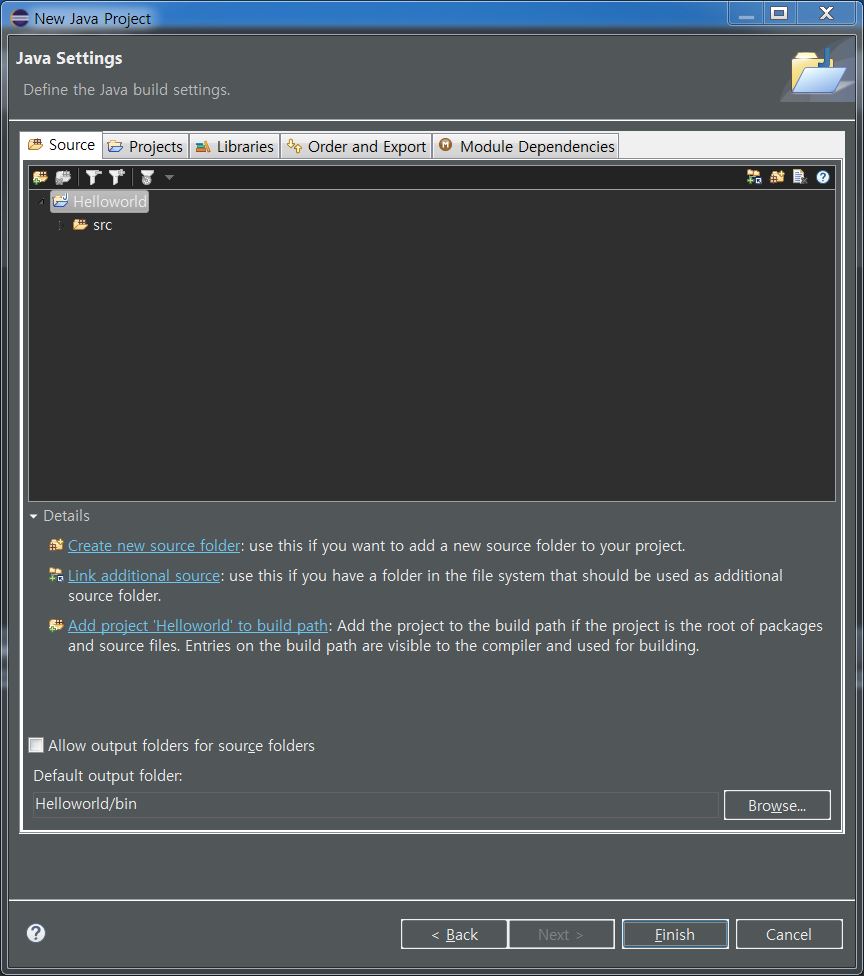 New Java Project
Java Settings
Define the Java build settings.
Source Projects Libraries Order and Export Module Dependencies
Helloworld
src
Details
Create new source folder: use this if you want to add a new source folder to your project.
Link additional source: use this if you have a folder in the file system that should be used as additional
source folder.
Add project 'Helloworld' to build path: Add the project to the build path if the project is the root of packages
and source files. Entries on the build path are visible to the compiler and used for building.
Allow output folders for source folders
Default output folder:
Helloworld/bin
Browse...
< Back Next > Finish Cancel